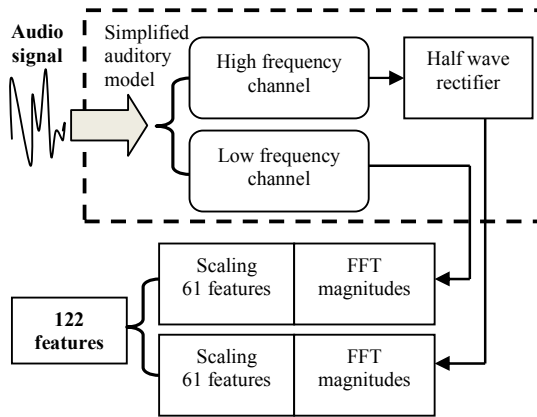 Audio
signal
Simplified
auditory
model
High frequency
channel
Half wave
rectifier
Low frequency
channel
Scaling
61 features
FFT
magnitudes
122
features
Scaling
61 features
FFT
magnitudes